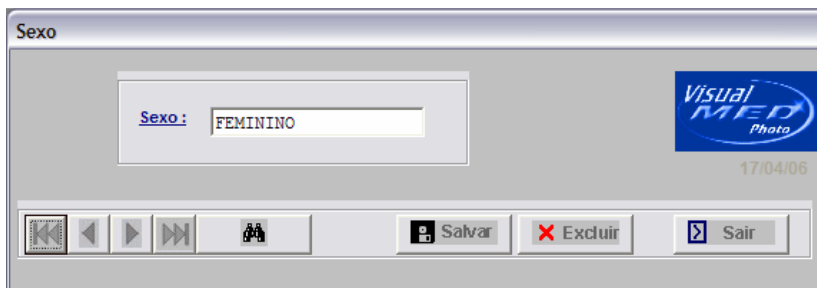 Sexo
Sexo :
FEMININO
Visual
MED
Photo
17/04/06
Salvar
Excluir
Sair